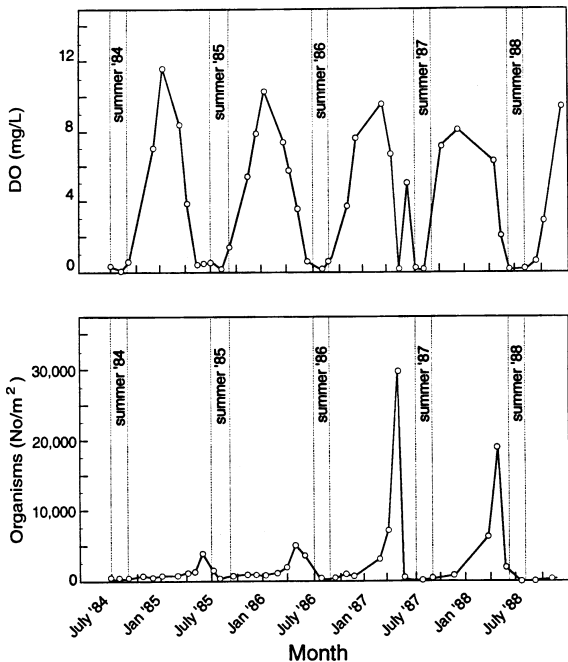 12
8
4
0
DO (mg/L)
summer '84
summer '85
summer '86
summer '87
summer '88
30,000
20,000
10,000
0
Organisms (No/m²)
summer '84
summer '85
summer '86
summer '87
summer '88
July '84
Jan '85
July '85
Jan '86
July '86
Jan '87
July '87
Jan '88
July '88
Month